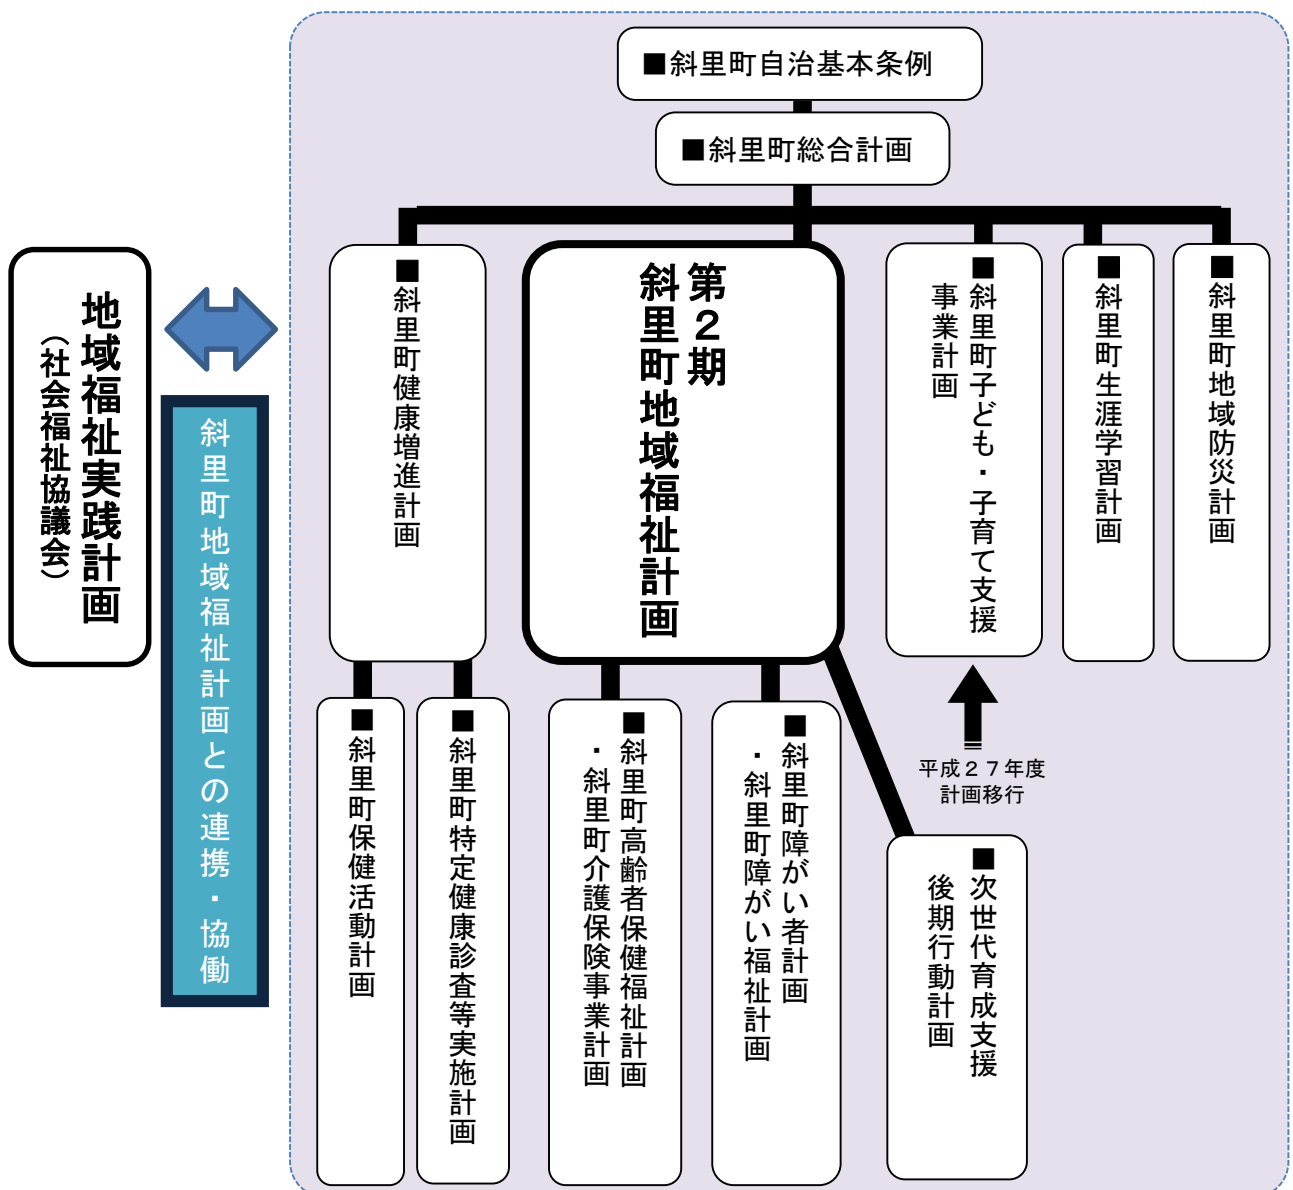 ■斜里町自治基本条例
■斜里町総合計画
地域福祉実践計画
（社会福祉協議会）
斜里町地域福祉計画との連携・協働
■斜里町健康増進計画
第２期
斜里町地域福祉計画
■斜里町子ども・子育て支援
事業計画
■斜里町生涯学習計画
■斜里町地域防災計画
平成２７年度
計画移行
■斜里町保健活動計画
■斜里町特定健康診査等実施計画
■斜里町高齢者保健福祉計画
・斜里町介護保険事業計画
■斜里町障がい者計画
・斜里町障がい福祉計画
■次世代育成支援
後期行動計画